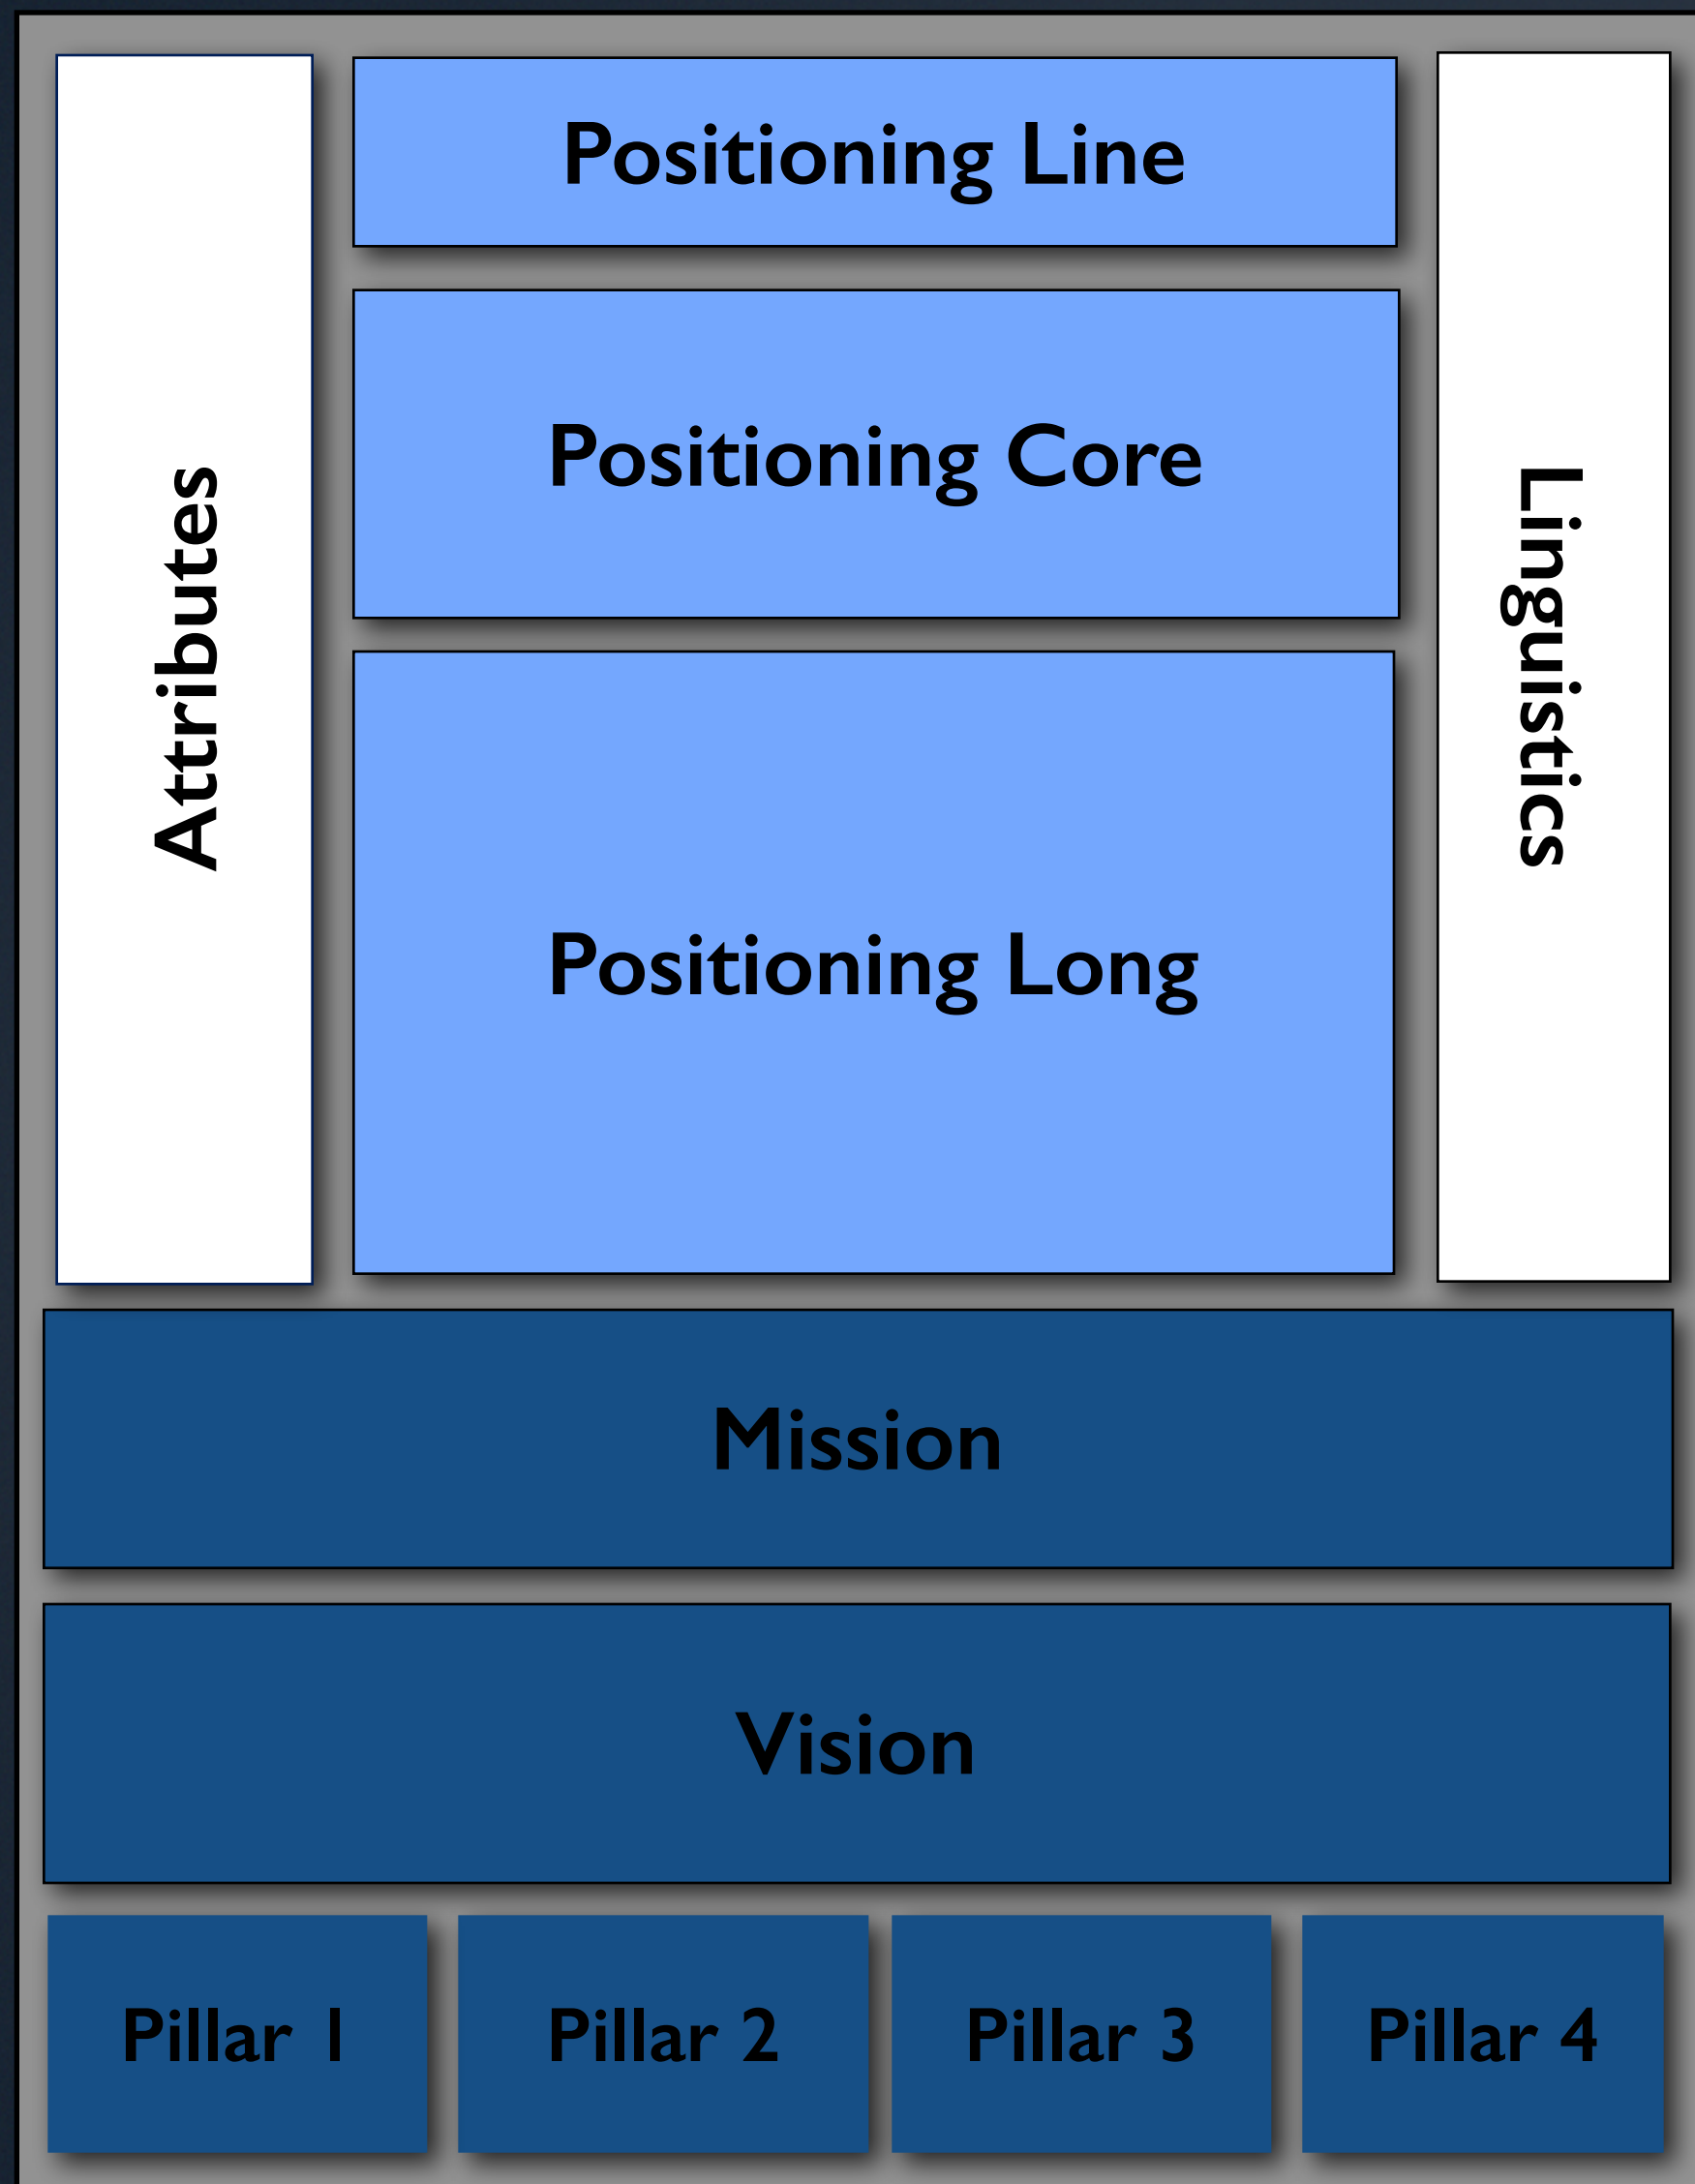 Attributes
Positioning Line
Positioning Core
Positioning Long
Linguistics
Mission
Vision
Pillar 1
Pillar 2
Pillar 3
Pillar 4